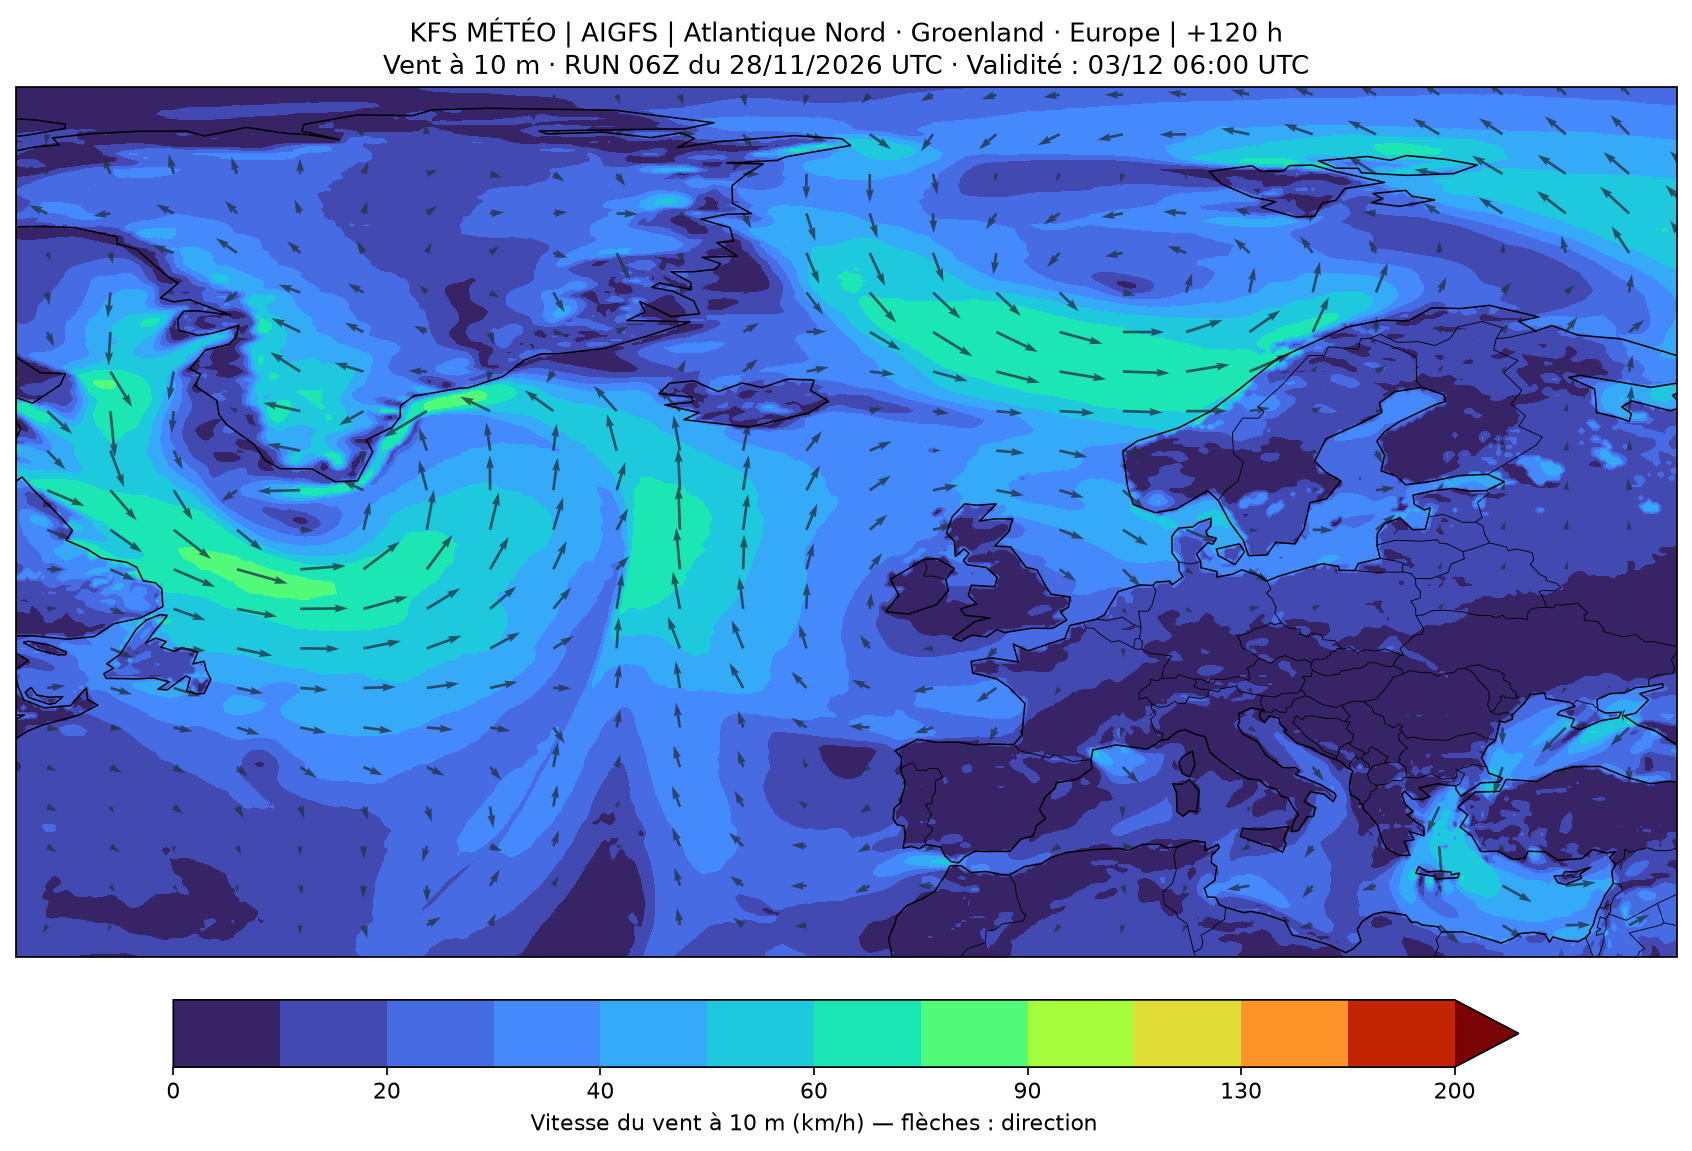 KFS MÉTÉO | AIGFS | Atlantique Nord · Groenland · Europe | +120 h
Vent à 10 m · RUN 06Z du 28/11/2026 UTC · Validité : 03/12 06:00 UTC
0 20 40 60 90 130 200
Vitesse du vent à 10 m (km/h) — flèches : direction